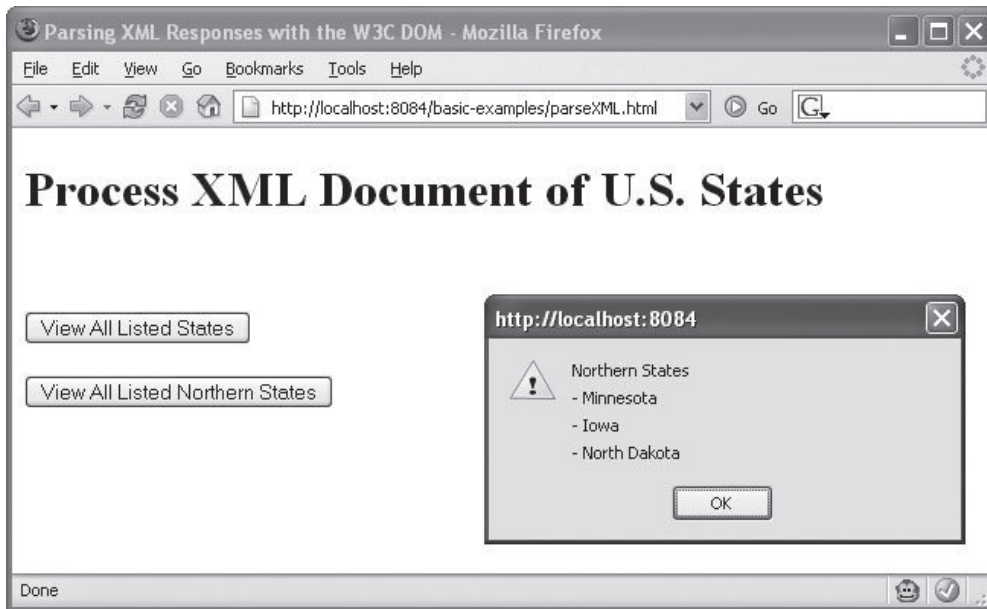 Parsing XML Responses with the W3C DOM - Mozilla Firefox
File Edit View Go Bookmarks Tools Help
http://localhost:8084/basic-examples/parseXML.html Go G
Process XML Document of U.S. States
View All Listed States
View All Listed Northern States
http://localhost:8084
Northern States
- Minnesota
- Iowa
- North Dakota
OK
Done